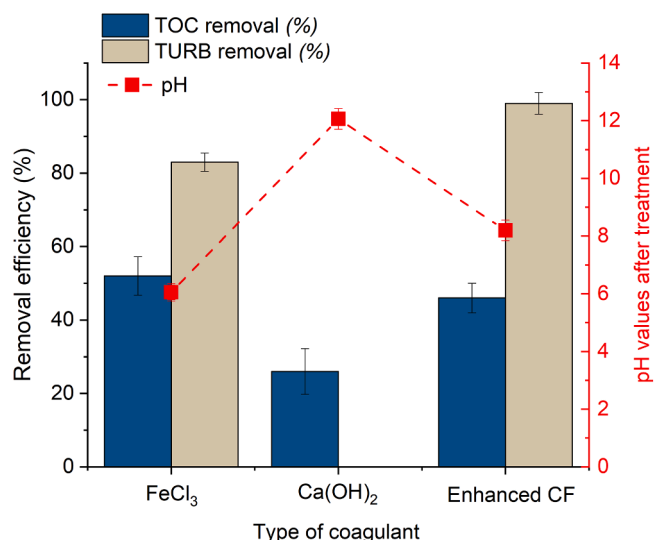 TOC removal (%)
TURB removal (%)
pH
Removal efficiency (%)
100
80
60
40
20
0
14
12
10
8
6
4
2
0
pH values after treatment
FeCl₃
Ca(OH)₂
Enhanced CF
Type of coagulant